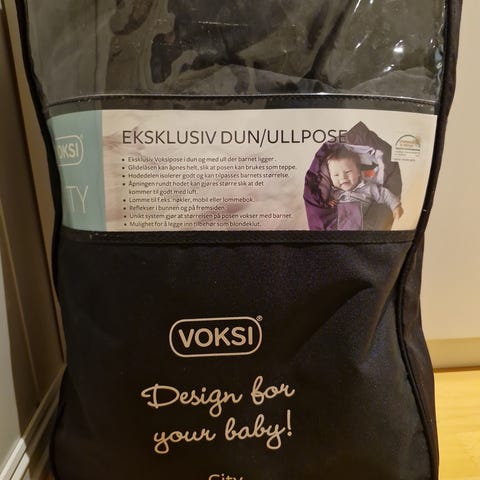 EKSKLUSIV DUN/ULLPOSE
OKSI
TY
• Eksklusiv Voksipose i dun og med ull der barnet ligger.
• Glidelåsen kan åpnes helt, slik at posen kan brukes som teppe.
• Hodedelen isolerer godt og kan tilpasses barnets størrelse.
• Åpningen rundt hodet kan gjøres større slik at det
kommer til godt med luft.
• Lomme til f.eks. nøkler, mobil eller lommebok.
• Reflekser i bunnen og på fremsiden.
• Unikt system gjør at størrelsen på posen vokser med barnet.
• Mulighet for å legge inn tilbehør som blondeklut.
VOKSI®
Design for
your baby!
City